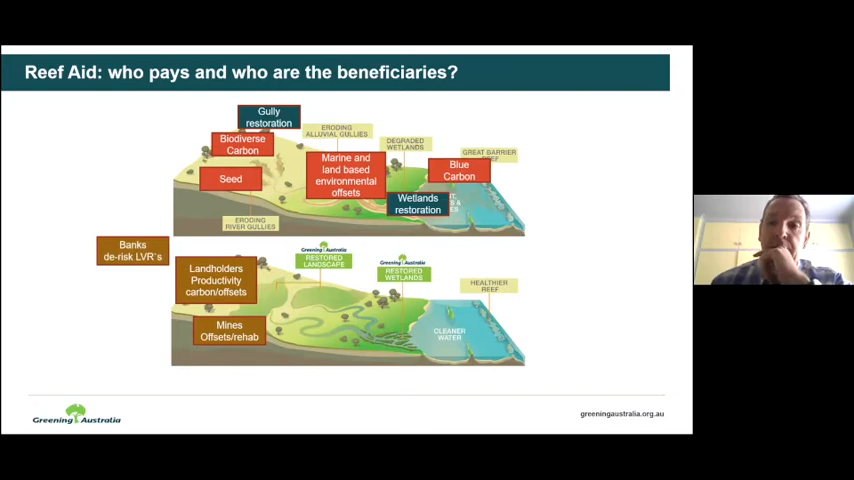 Reef Aid: who pays and who are the beneficiaries?
Gully
restoration
Biodiverse
Carbon
ERODING
ALLUVIAL GULLIES
DEGRADED
WETLANDS
GREAT BARRIER
Marine and
land based
environmental
offsets
Blue
Carbon
Seed
Wetlands
restoration
ERODING
RIVER GULLIES
Banks
de-risk LVR`s
Greening Australia
RESTORED
LANDSCAPE
Greening Australia
RESTORED
WETLANDS
Landholders
Productivity
carbon/offsets
HEALTHIER
REEF
Mines
Offsets/rehab
CLEANER
WATER
Greening Australia
greeningaustralia.org.au